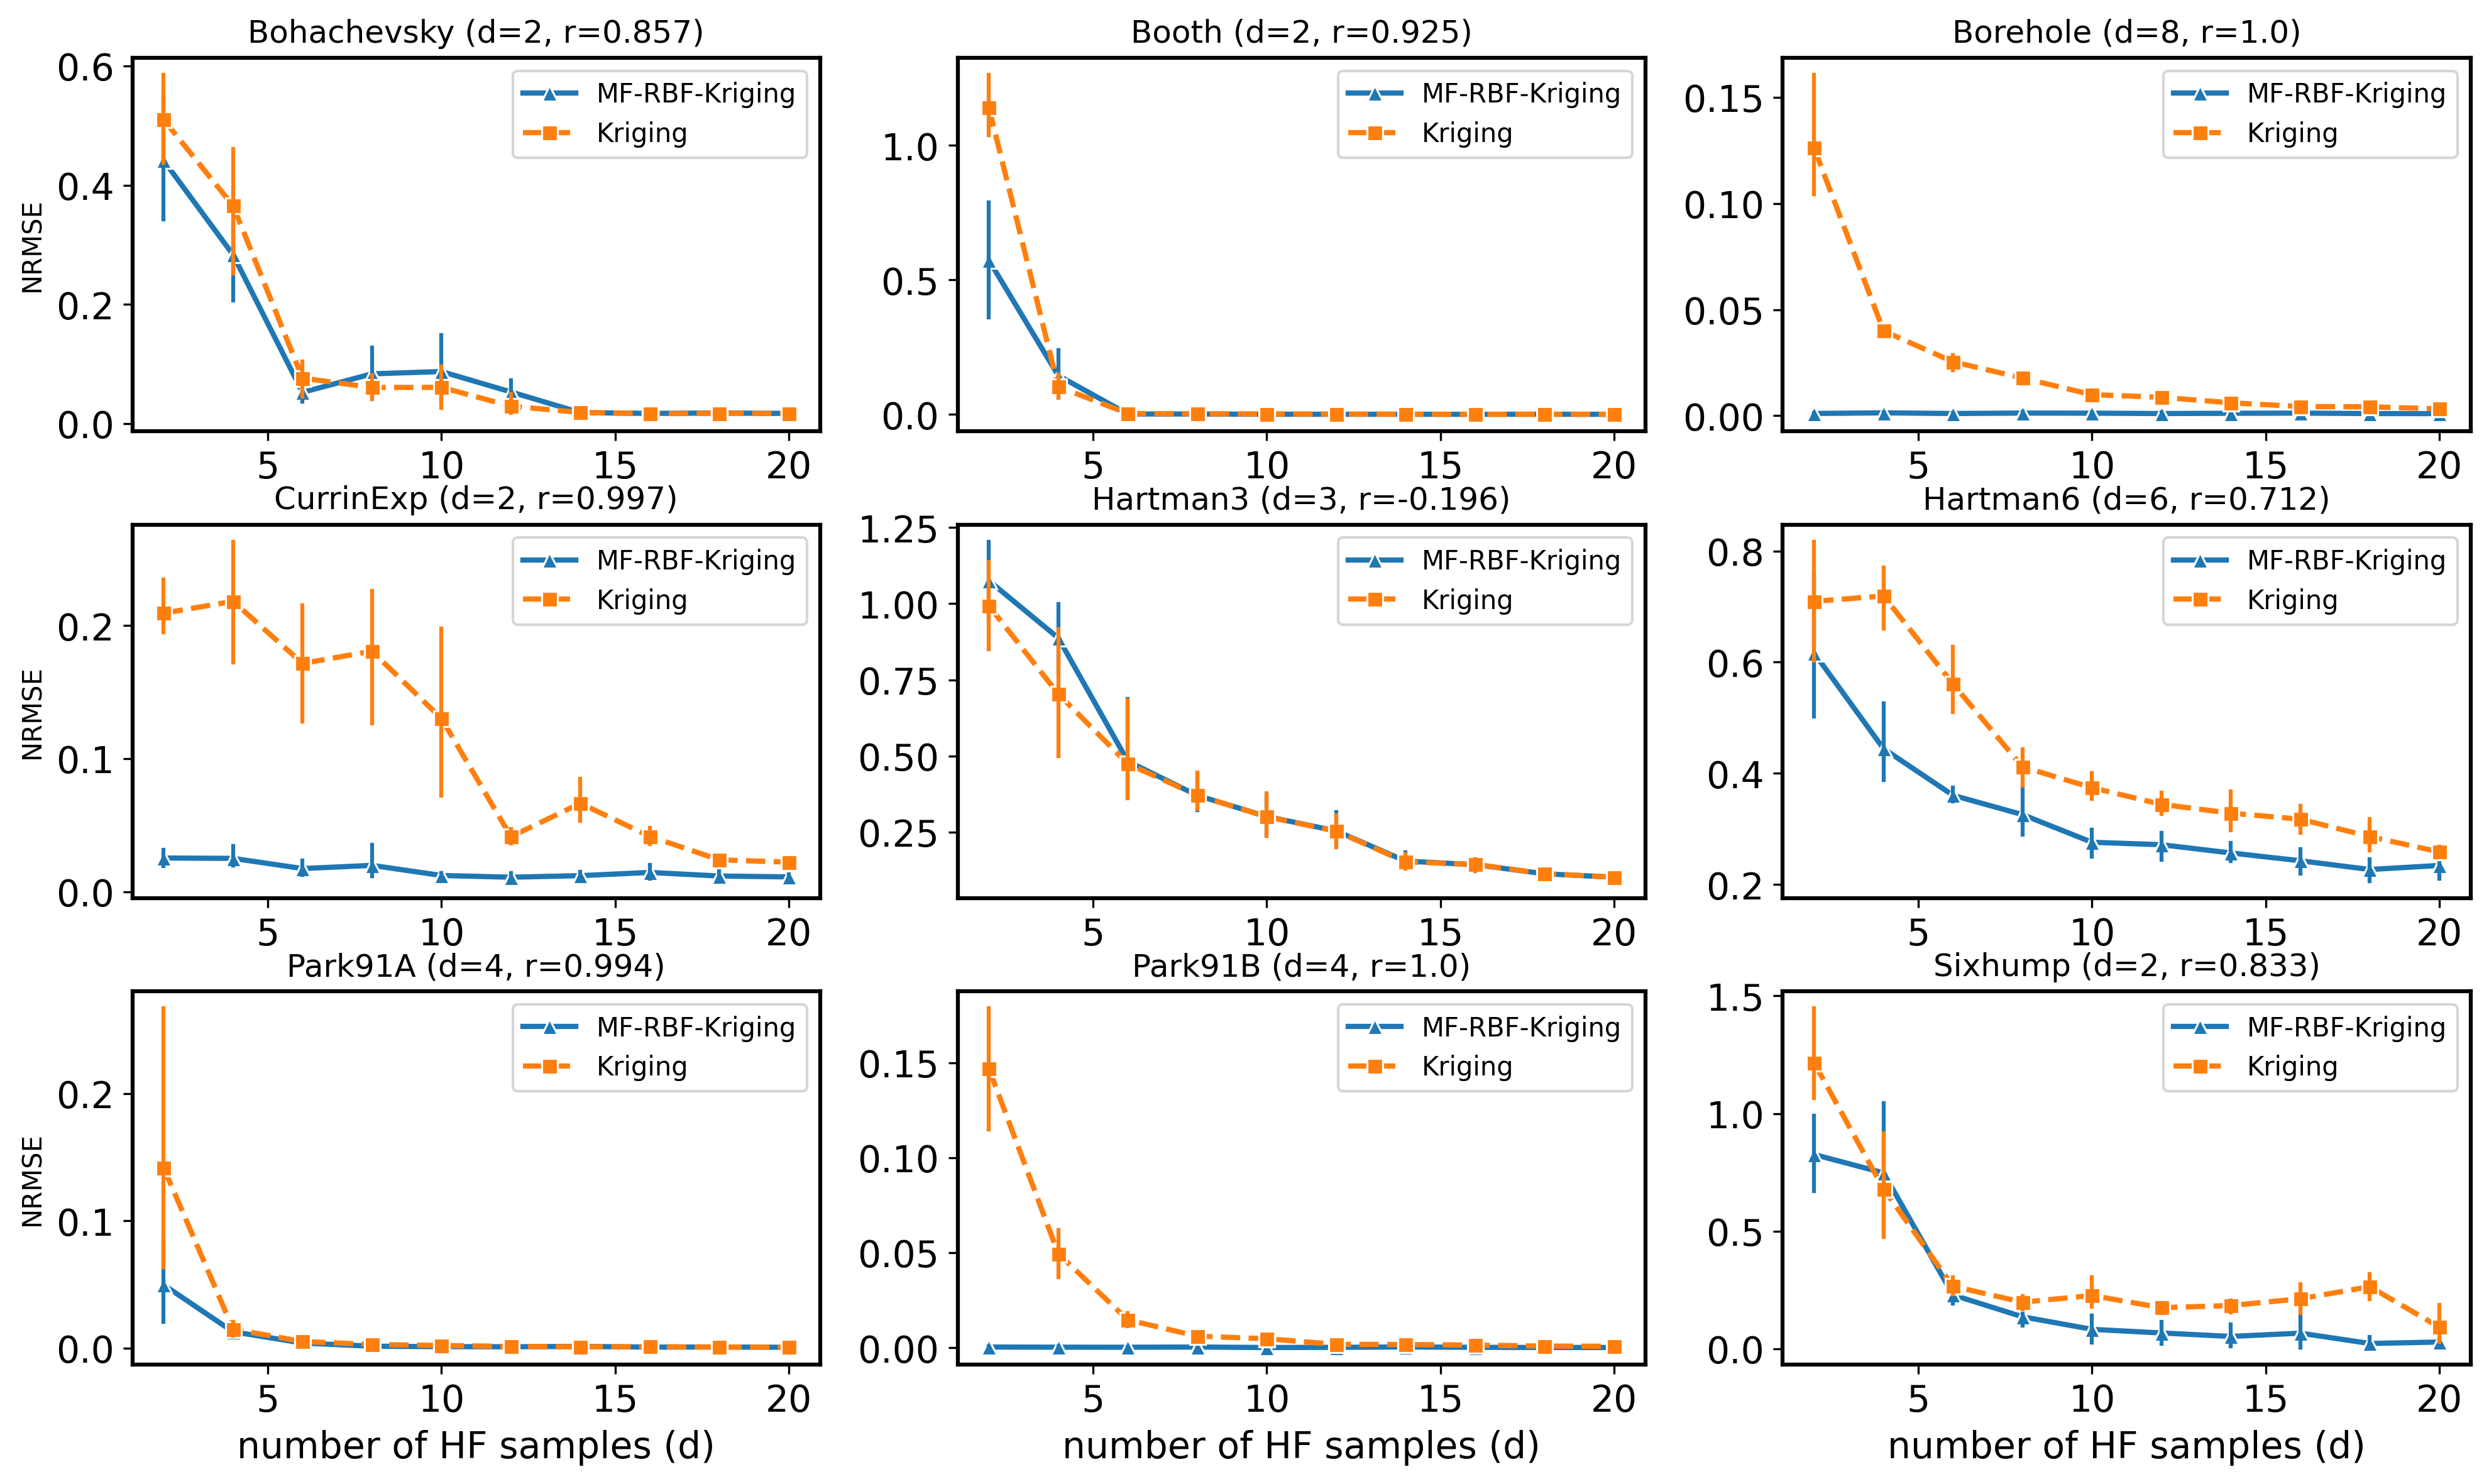 Bohachevsky (d=2, r=0.857)
NRMSE
0.6
0.4
0.2
0.0
5 10 15 20
MF-RBF-Kriging
Kriging
Booth (d=2, r=0.925)
1.0
0.5
0.0
5 10 15 20
MF-RBF-Kriging
Kriging
Borehole (d=8, r=1.0)
0.15
0.10
0.05
0.00
5 10 15 20
MF-RBF-Kriging
Kriging
CurrinExp (d=2, r=0.997)
NRMSE
0.2
0.1
0.0
5 10 15 20
MF-RBF-Kriging
Kriging
Hartman3 (d=3, r=-0.196)
1.25
1.00
0.75
0.50
0.25
5 10 15 20
MF-RBF-Kriging
Kriging
Hartman6 (d=6, r=0.712)
0.8
0.6
0.4
0.2
5 10 15 20
MF-RBF-Kriging
Kriging
Park91A (d=4, r=0.994)
NRMSE
0.2
0.1
0.0
5 10 15 20
number of HF samples (d)
MF-RBF-Kriging
Kriging
Park91B (d=4, r=1.0)
0.15
0.10
0.05
0.00
5 10 15 20
number of HF samples (d)
MF-RBF-Kriging
Kriging
Sixhump (d=2, r=0.833)
1.5
1.0
0.5
0.0
5 10 15 20
number of HF samples (d)
MF-RBF-Kriging
Kriging